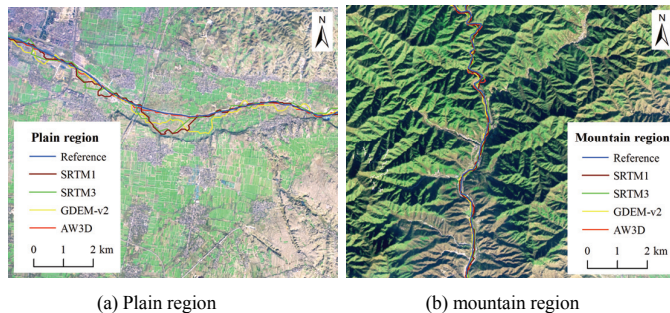 N
Plain region
Reference
SRTM1
SRTM3
GDEM-v2
AW3D
0 1 2 km
N
Mountain region
Reference
SRTM1
SRTM3
GDEM-v2
AW3D
0 1 2 km
(a) Plain region
(b) mountain region